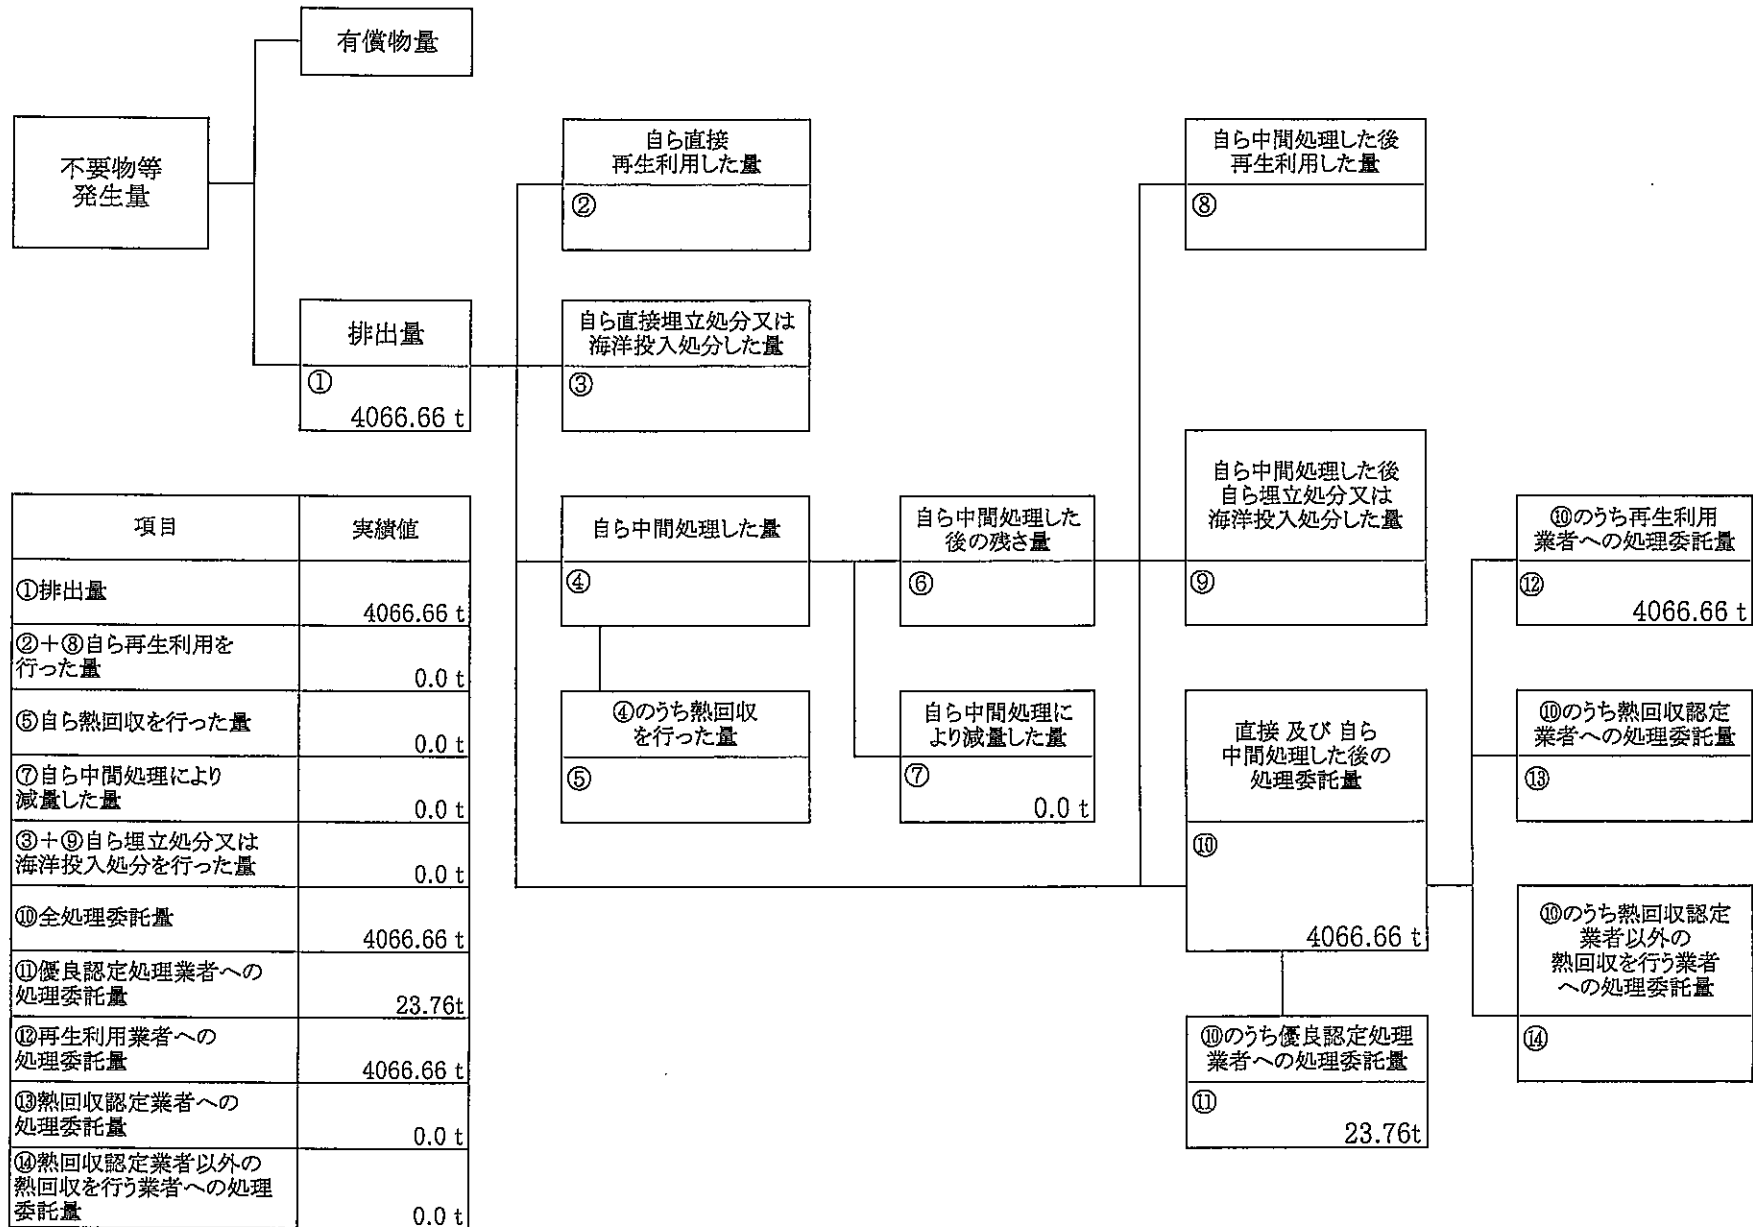 有償物量
不要物等
発生量
自ら直接
再生利用した量
②
自ら中間処理した後
再生利用した量
⑧
排出量
①
4066.66 t
自ら直接埋立処分又は
海洋投入処分した量
③
自ら中間処理した量
④
自ら中間処理した
後の残さ量
⑥
自ら中間処理した後
自ら埋立処分又は
海洋投入処分した量
⑨
⑩のうち再生利用
業者への処理委託量
⑫
4066.66 t
④のうち熱回収
を行った量
⑤
自ら中間処理に
より減量した量
⑦
0.0 t
直接 及び 自ら
中間処理した後の
処理委託量
⑩
4066.66 t
⑩のうち熱回収認定
業者への処理委託量
⑬
⑩のうち熱回収認定
業者以外の
熱回収を行う業者
への処理委託量
⑭
⑩のうち優良認定処理
業者への処理委託量
⑪
23.76t
項目 実績値
①排出量
4066.66 t
②+⑧自ら再生利用を
行った量
0.0 t
⑤自ら熱回収を行った量
0.0 t
⑦自ら中間処理により
減量した量
0.0 t
③+⑨自ら埋立処分又は
海洋投入処分を行った量
0.0 t
⑩全処理委託量
4066.66 t
⑪優良認定処理業者への
処理委託量
23.76t
⑫再生利用業者への
処理委託量
4066.66 t
⑬熱回収認定業者への
処理委託量
0.0 t
⑭熱回収認定業者以外の
熱回収を行う業者への処理
委託量
0.0 t